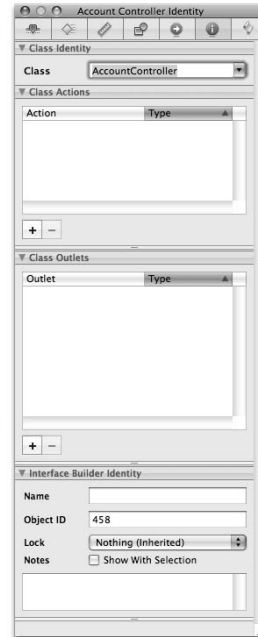 Account Controller Identity
Class Identity
Class
AccountController
Class Actions
Action Type
+ −
Class Outlets
Outlet Type
+ −
Interface Builder Identity
Name
Object ID 458
Lock Nothing (Inherited)
Notes Show With Selection